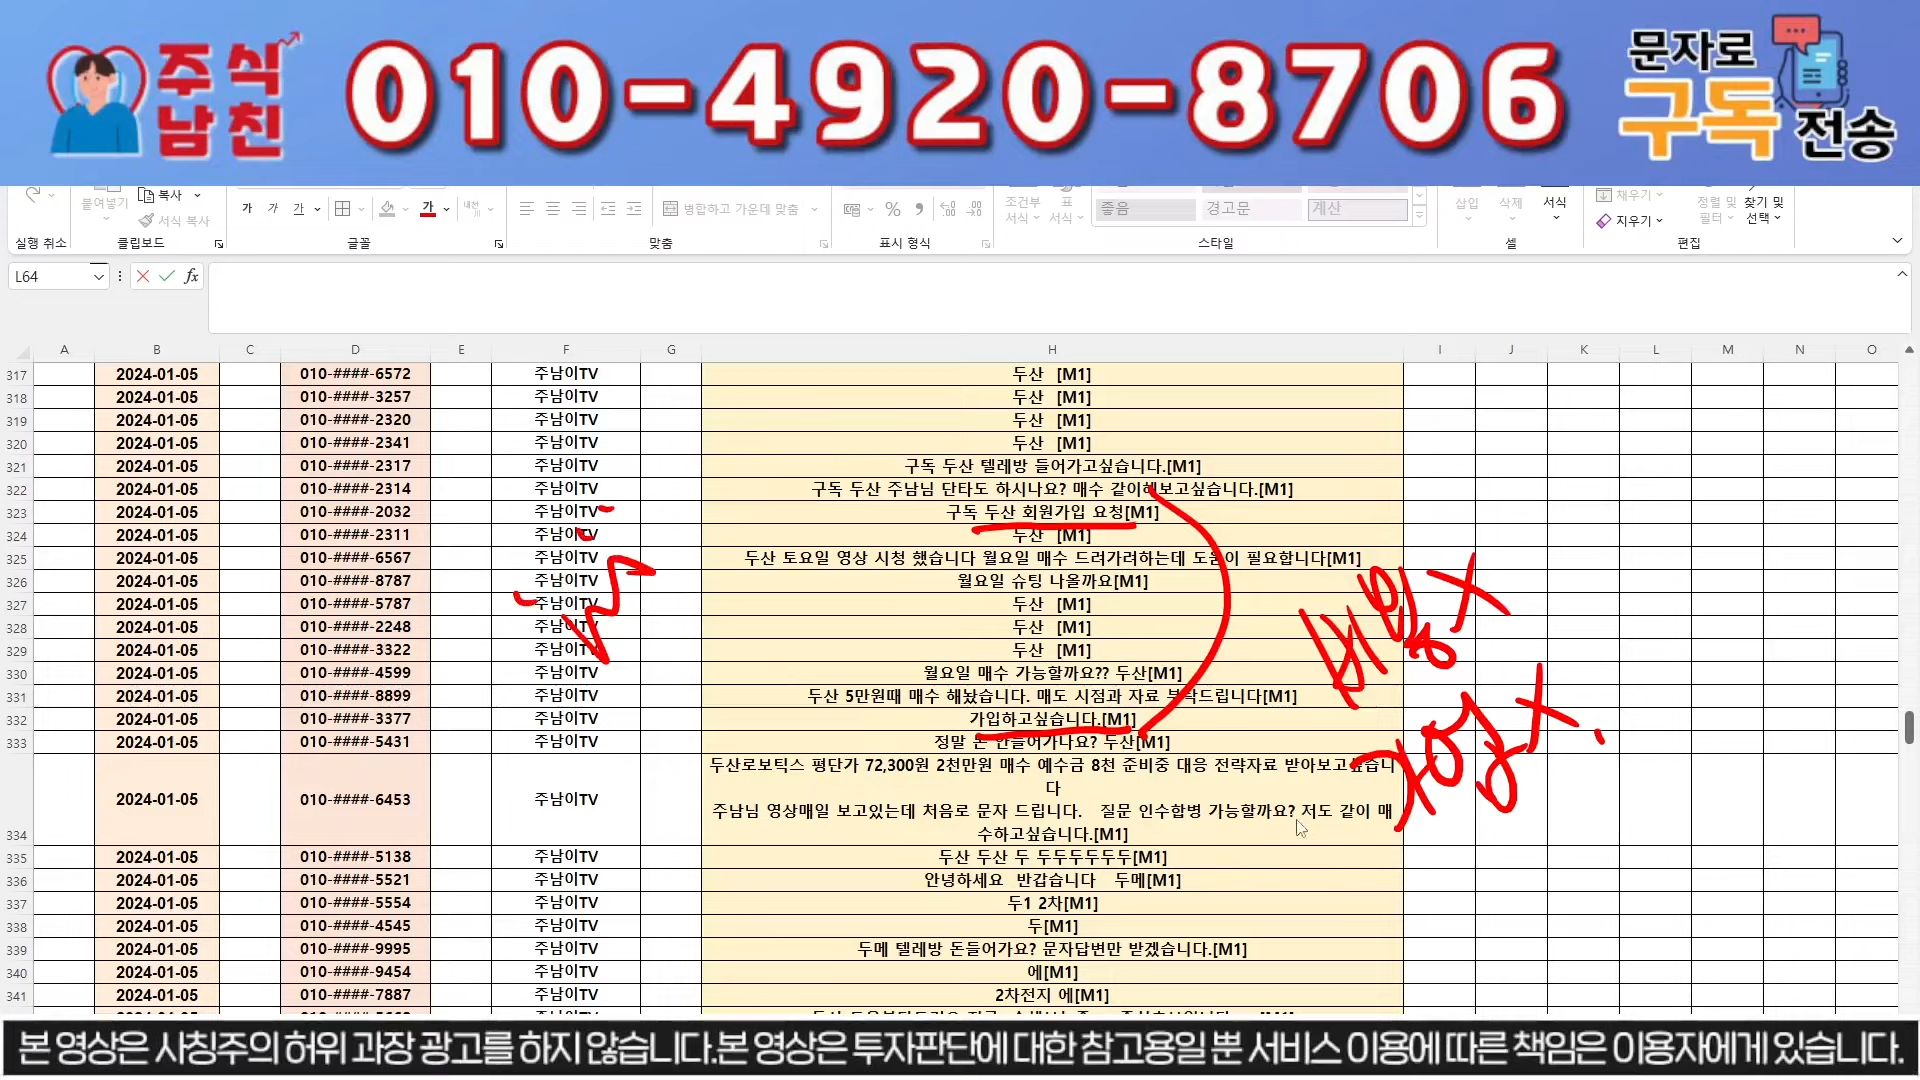 주식
남친
010-4920-8706
문자로
구독
전송
붙여넣기
복사
서식 복사
가 가 가 가 내천
병합하고 가운데 맞춤
% 9
조건부
서식
표
서식
좋음 경고문 계산
삽입 삭제 서식
채우기
지우기
정렬 및
필터
찾기 및
선택
실행 취소 클립보드 글꼴 맞춤 표시 형식 스타일 셀 편집
L64 fx
A B C D E F G H I J K L M N O
317 2024-01-05 010-####-6572 주남이TV 두산 [M1]
318 2024-01-05 010-####-3257 주남이TV 두산 [M1]
319 2024-01-05 010-####-2320 주남이TV 두산 [M1]
320 2024-01-05 010-####-2341 주남이TV 두산 [M1]
321 2024-01-05 010-####-2317 주남이TV 구독 두산 텔레방 들어가고싶습니다.[M1]
322 2024-01-05 010-####-2314 주남이TV 구독 두산 주남님 단타도 하시나요? 매수 같이해보고싶습니다.[M1]
323 2024-01-05 010-####-2032 주남이TV 구독 두산 회원가입 요청[M1]
324 2024-01-05 010-####-2311 주남이TV 두산 [M1]
325 2024-01-05 010-####-6567 주남이TV 두산 토요일 영상 시청 했습니다 월요일 매수 드려가려하는데 도움이 필요합니다[M1]
326 2024-01-05 010-####-8787 주남이TV 월요일 슈팅 나올까요[M1]
327 2024-01-05 010-####-5787 주남이TV 두산 [M1]
328 2024-01-05 010-####-2248 주남이TV 두산 [M1]
329 2024-01-05 010-####-3322 주남이TV 두산 [M1]
330 2024-01-05 010-####-4599 주남이TV 월요일 매수 가능할까요?? 두산[M1]
331 2024-01-05 010-####-8899 주남이TV 두산 5만원때 매수 해놨습니다. 매도 시점과 자료 부탁드립니다[M1]
332 2024-01-05 010-####-3377 주남이TV 가입하고싶습니다.[M1]
333 2024-01-05 010-####-5431 주남이TV 정말 돈 안들어가나요? 두산[M1]
334 2024-01-05 010-####-6453 주남이TV 두산로보틱스 평단가 72,300원 2천만원 매수 예수금 8천 준비중 대응 전략자료 받아보고싶습니
다
주남님 영상매일 보고있는데 처음로 문자 드립니다. 질문 인수합병 가능할까요? 저도 같이 매
수하고싶습니다.[M1]
335 2024-01-05 010-####-5138 주남이TV 두산 두산 두 두두두두두두[M1]
336 2024-01-05 010-####-5521 주남이TV 안녕하세요 반갑습니다 두메[M1]
337 2024-01-05 010-####-5554 주남이TV 두1 2차[M1]
338 2024-01-05 010-####-4545 주남이TV 두[M1]
339 2024-01-05 010-####-9995 주남이TV 두메 텔레방 돈들어가요? 문자답변만 받겠습니다.[M1]
340 2024-01-05 010-####-9454 주남이TV 에[M1]
341 2024-01-05 010-####-7887 주남이TV 2차전지 에[M1]
비용X
본 영상은 사칭주의 허위 과장 광고를 하지 않습니다.본 영상은 투자판단에 대한 참고용일 뿐 서비스 이용에 따른 책임은 이용자에게 있습니다.